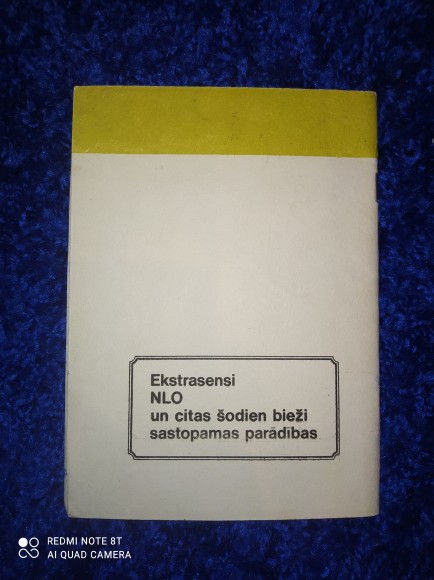 Ekstrasensi
NLO
un citas šodien bieži
sastopamas parādības
REDMI NOTE 8T
AI QUAD CAMERA